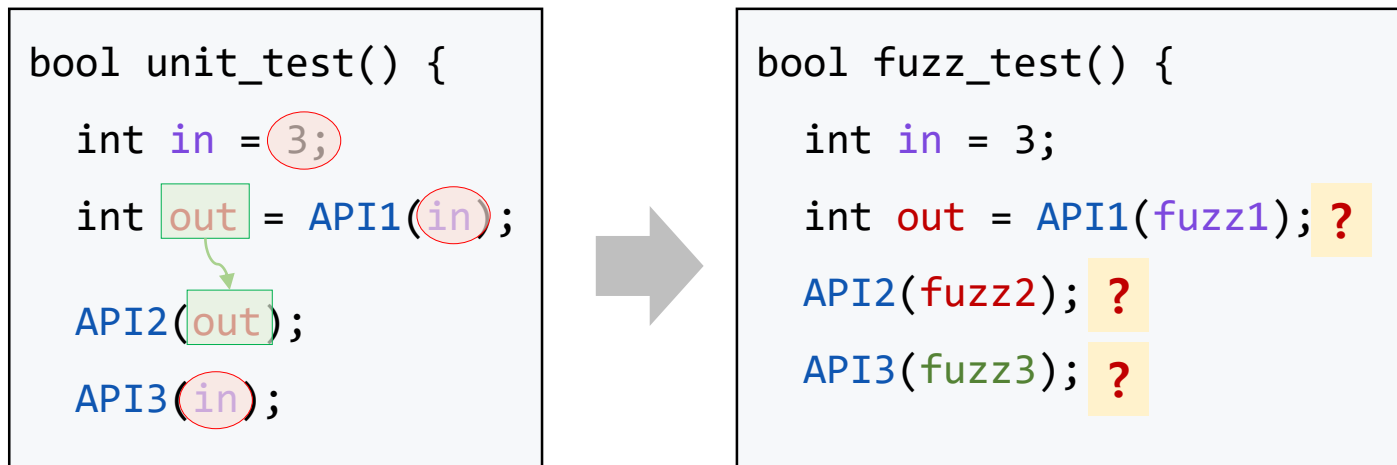 bool unit_test() {
int in = 3;
int out = API1(in);
API2(out);
API3(in);
bool fuzz_test() {
int in = 3;
int out = API1(fuzz1); ?
API2(fuzz2); ?
API3(fuzz3); ?